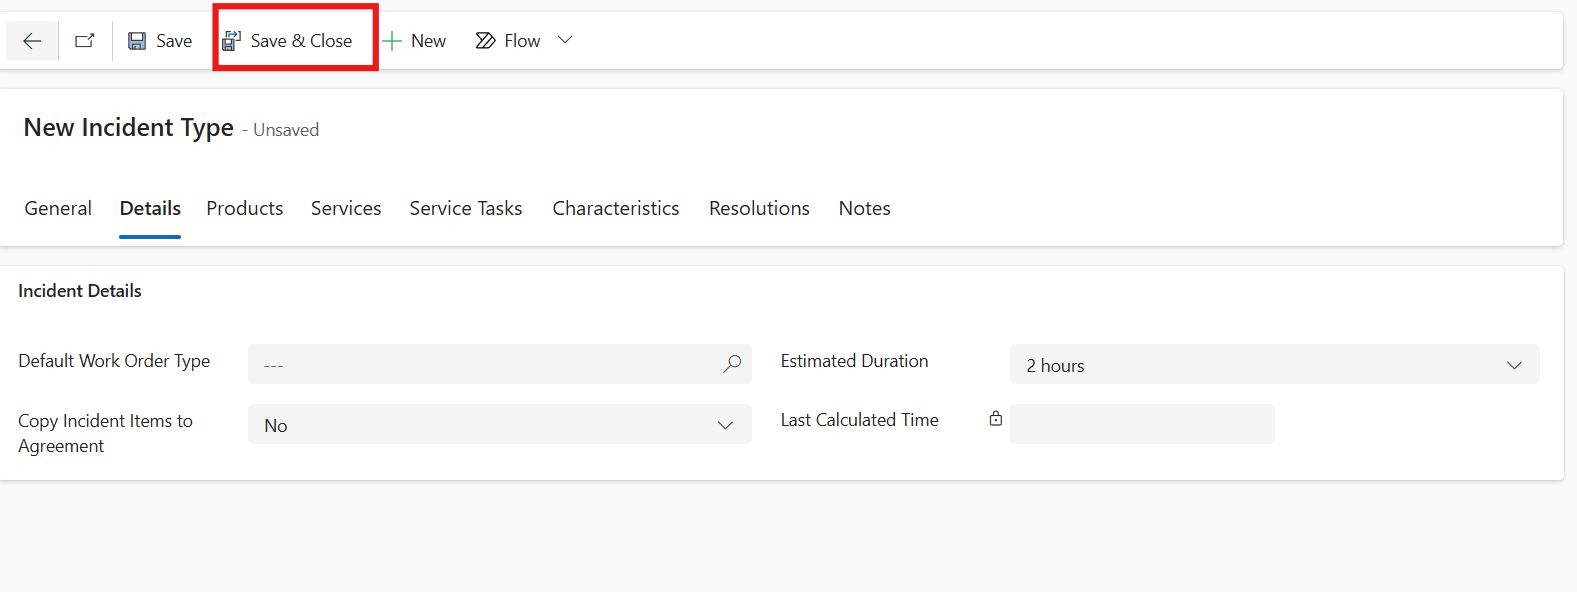 Save Save & Close New Flow
New Incident Type - Unsaved
General Details Products Services Service Tasks Characteristics Resolutions Notes
Incident Details
Default Work Order Type --- Estimated Duration 2 hours
Copy Incident Items to Agreement No Last Calculated Time